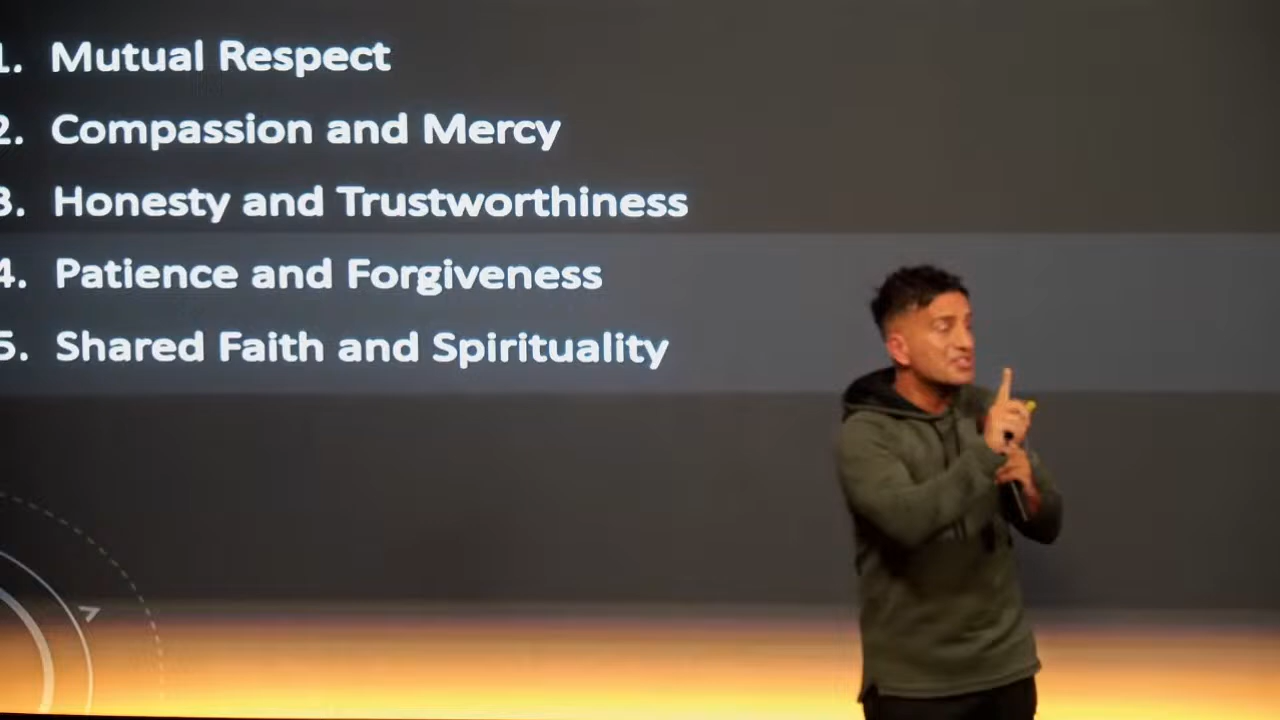 1. Mutual Respect
2. Compassion and Mercy
3. Honesty and Trustworthiness
4. Patience and Forgiveness
5. Shared Faith and Spirituality